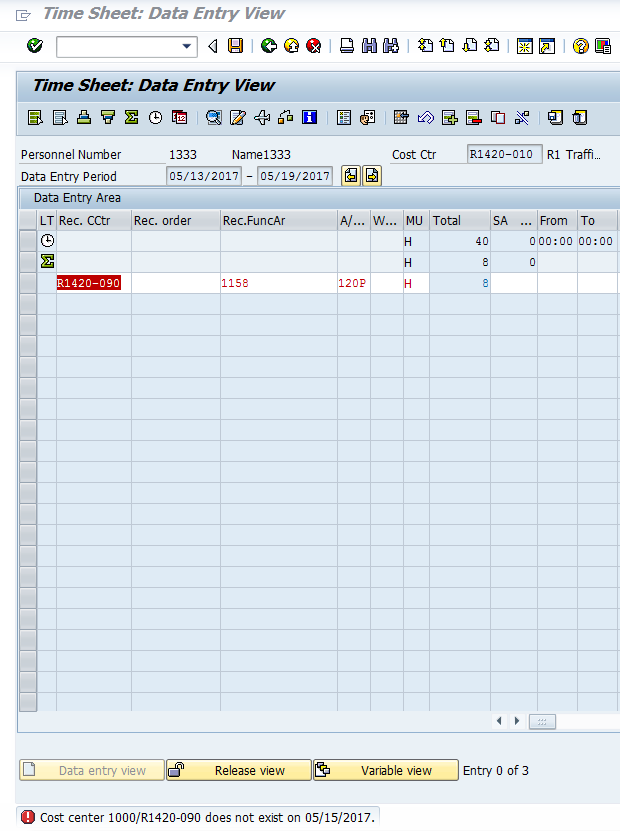 Time Sheet: Data Entry View
Time Sheet: Data Entry View
Personnel Number 1333 Name1333 Cost Ctr R1420-010 R1 Traffi...
Data Entry Period 05/13/2017 - 05/19/2017
Data Entry Area
LT Rec. CCtr Rec. order Rec.FuncAr A/... W... MU Total SA ... From To
H 40 0 00:00 00:00
H 8 0
R1420-090 1158 120P H 8
Data entry view Release view Variable view Entry 0 of 3
Cost center 1000/R1420-090 does not exist on 05/15/2017.